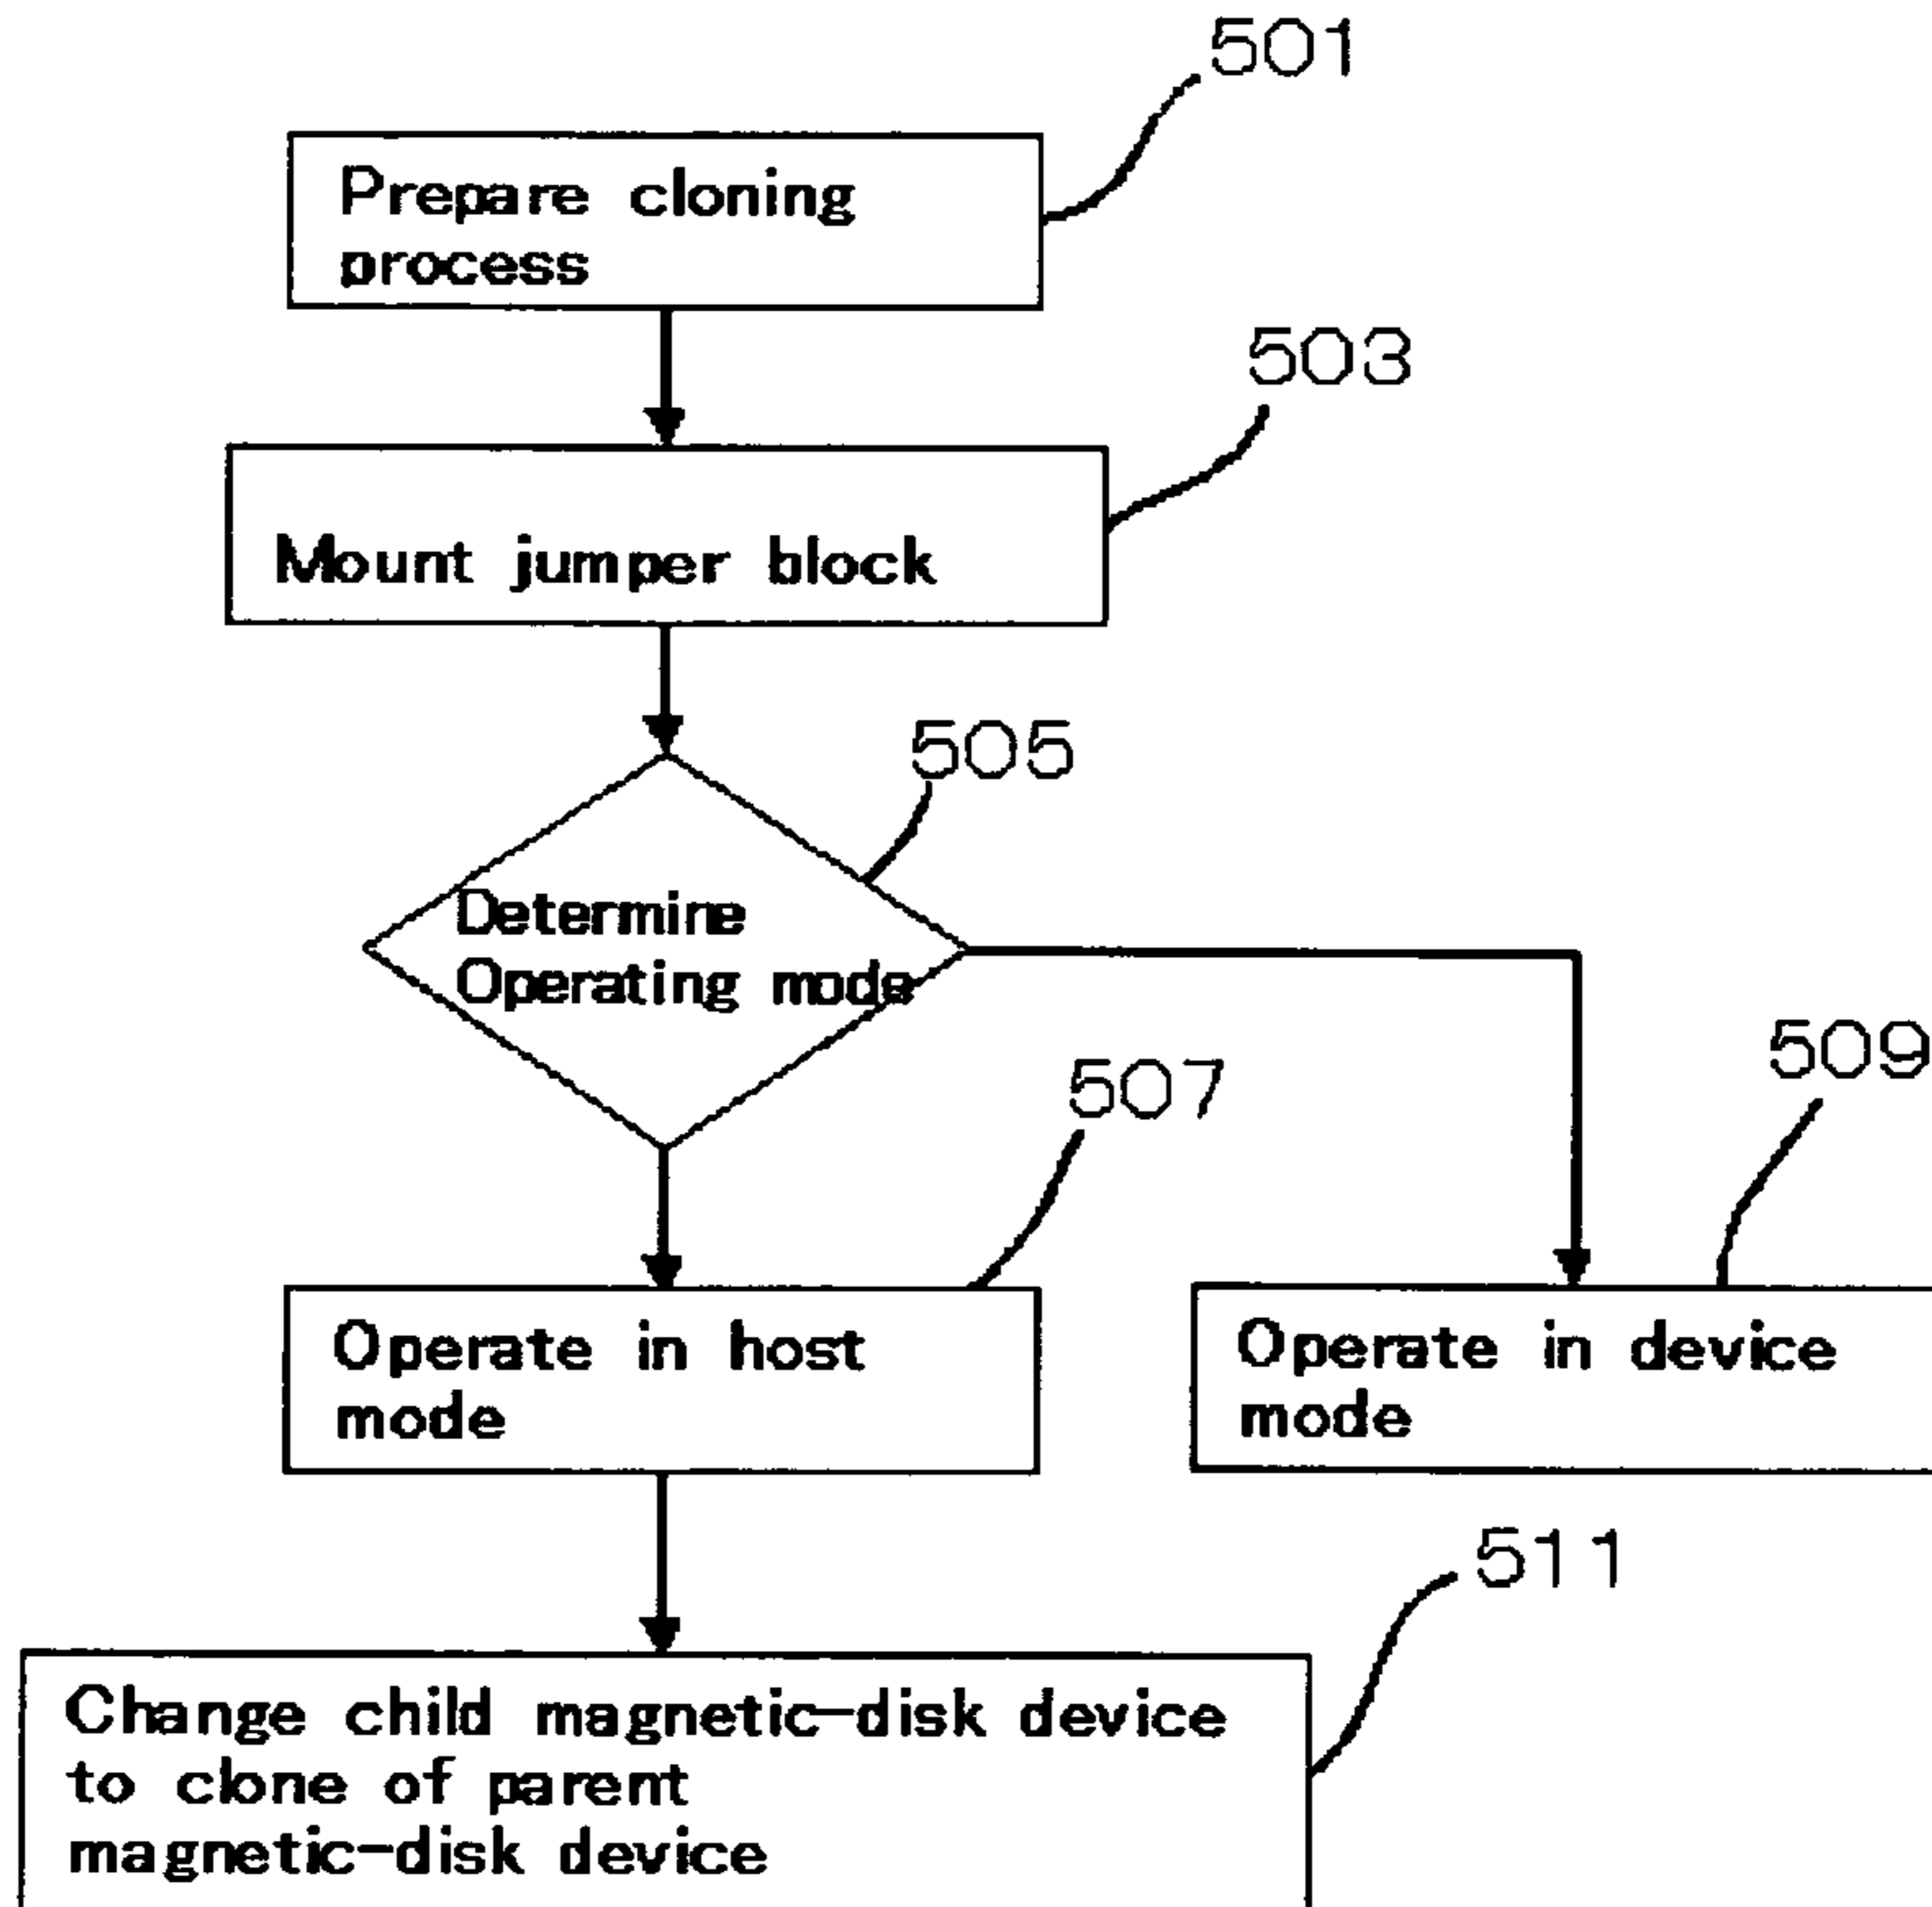 501
Prepare cloning
process
503
Mount jumper block
505
Determine
Operating mode
507
509
Operate in host
mode
Operate in device
mode
511
Change child magnetic-disk device
to clone of parent
magnetic-disk device